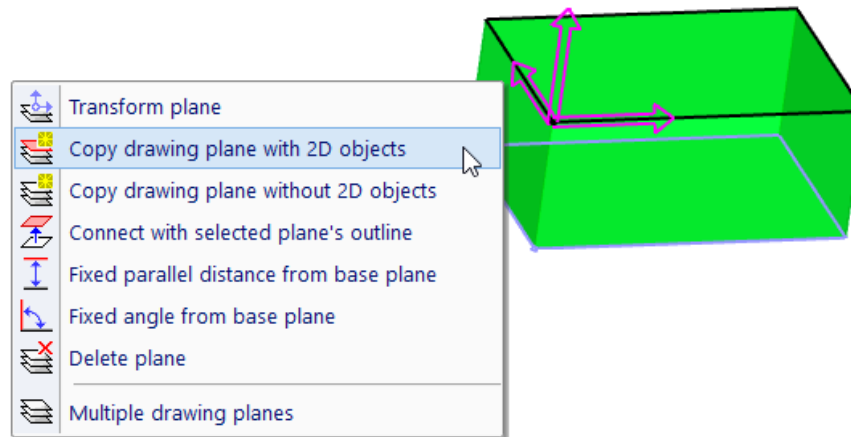 Transform plane
Copy drawing plane with 2D objects
Copy drawing plane without 2D objects
Connect with selected plane's outline
Fixed parallel distance from base plane
Fixed angle from base plane
Delete plane
Multiple drawing planes